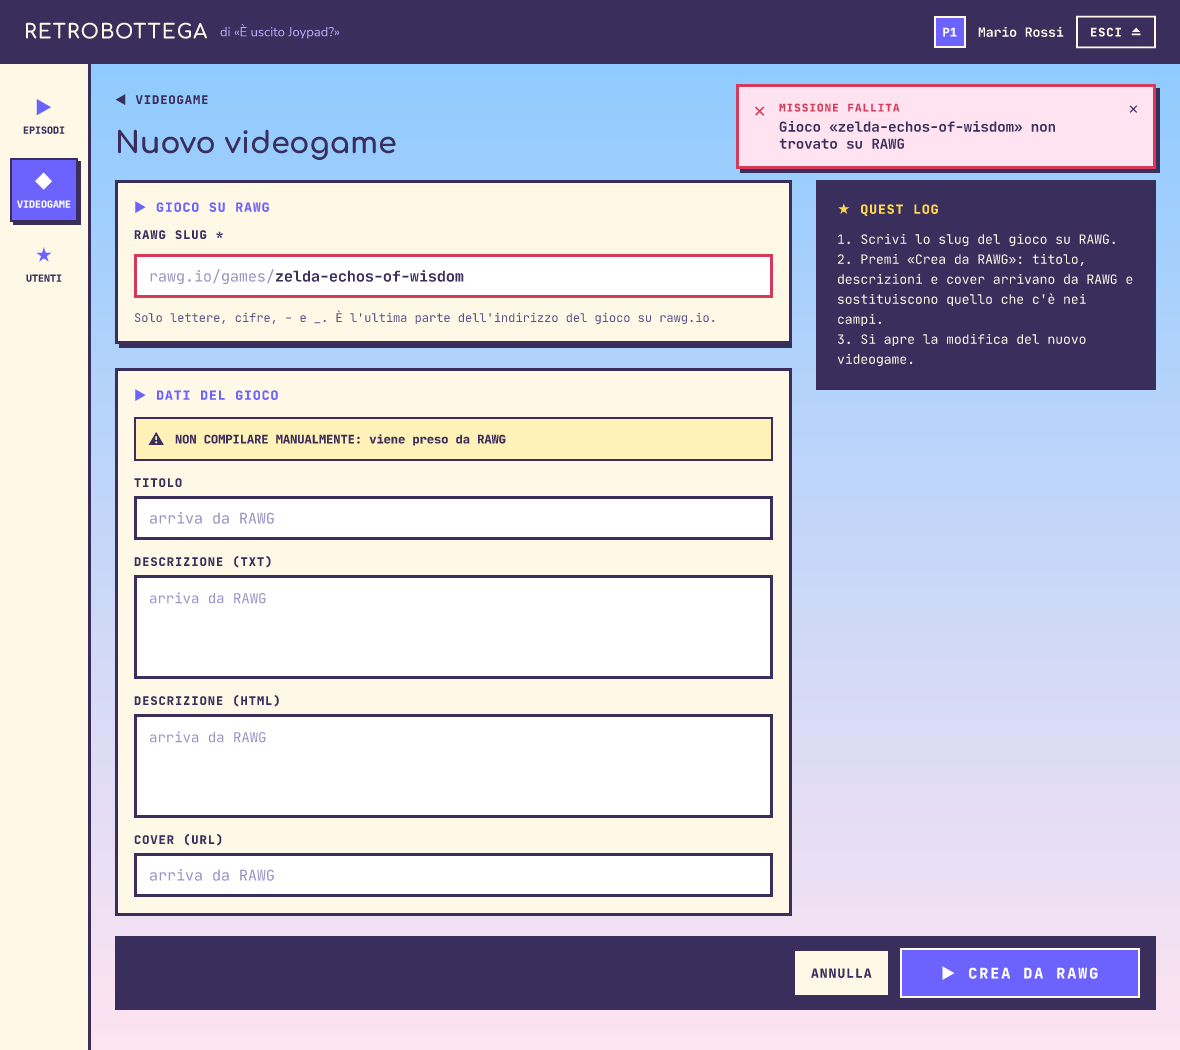 RETROBOTTEGA di «È uscito Joypad?»
P1 Mario Rossi ESCI ⏏
EPISODI
VIDEOGAME
UTENTI
◀ VIDEOGAME
Nuovo videogame
✕ MISSIONE FALLITA ✕
Gioco «zelda-echos-of-wisdom» non
trovato su RAWG
▶ GIOCO SU RAWG
RAWG SLUG *
rawg.io/games/zelda-echos-of-wisdom
Solo lettere, cifre, - e _. È l'ultima parte dell'indirizzo del gioco su rawg.io.
▶ DATI DEL GIOCO
⚠ NON COMPILARE MANUALMENTE: viene preso da RAWG
TITOLO
arriva da RAWG
DESCRIZIONE (TXT)
arriva da RAWG
DESCRIZIONE (HTML)
arriva da RAWG
COVER (URL)
arriva da RAWG
★ QUEST LOG
1. Scrivi lo slug del gioco su RAWG.
2. Premi «Crea da RAWG»: titolo,
descrizioni e cover arrivano da RAWG e
sostituiscono quello che c'è nei
campi.
3. Si apre la modifica del nuovo
videogame.
ANNULLA
▶ CREA DA RAWG